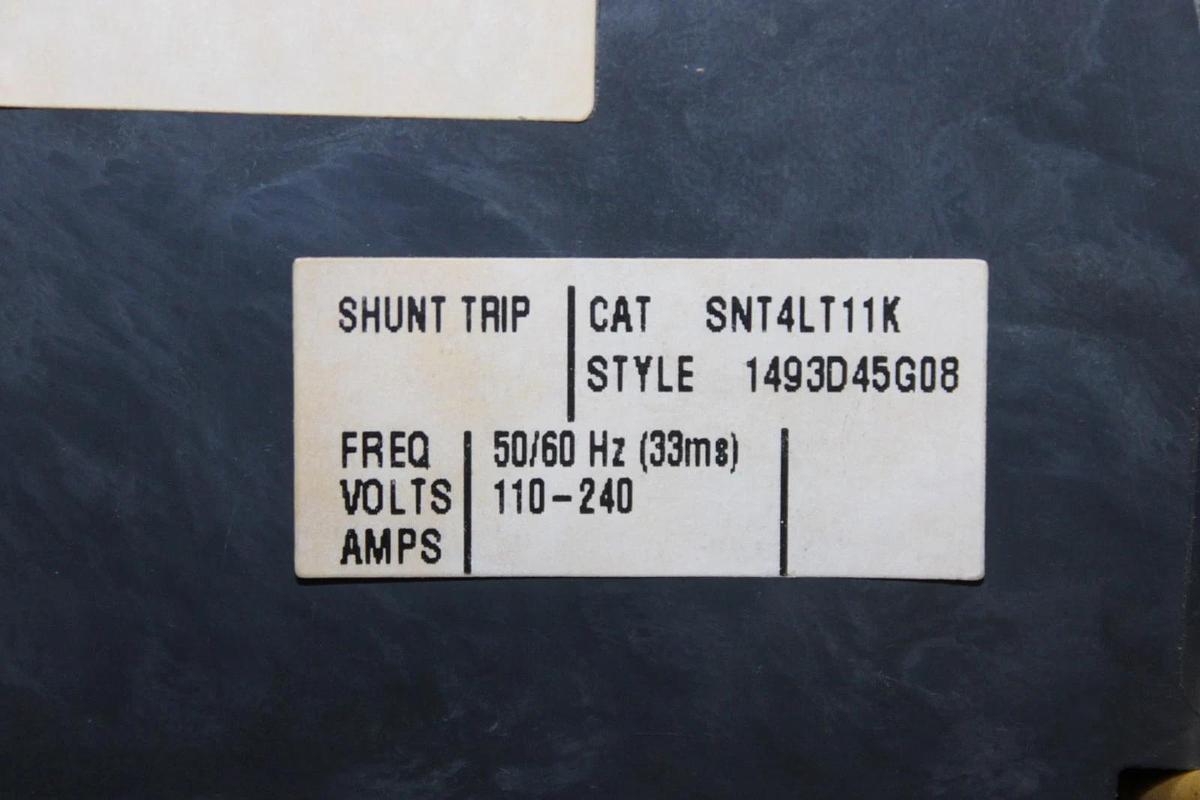 SHUNT TRIP CAT SNT4LT11K
STYLE 1493D45G08
FREQ 50/60 Hz (33ms)
VOLTS 110-240
AMPS